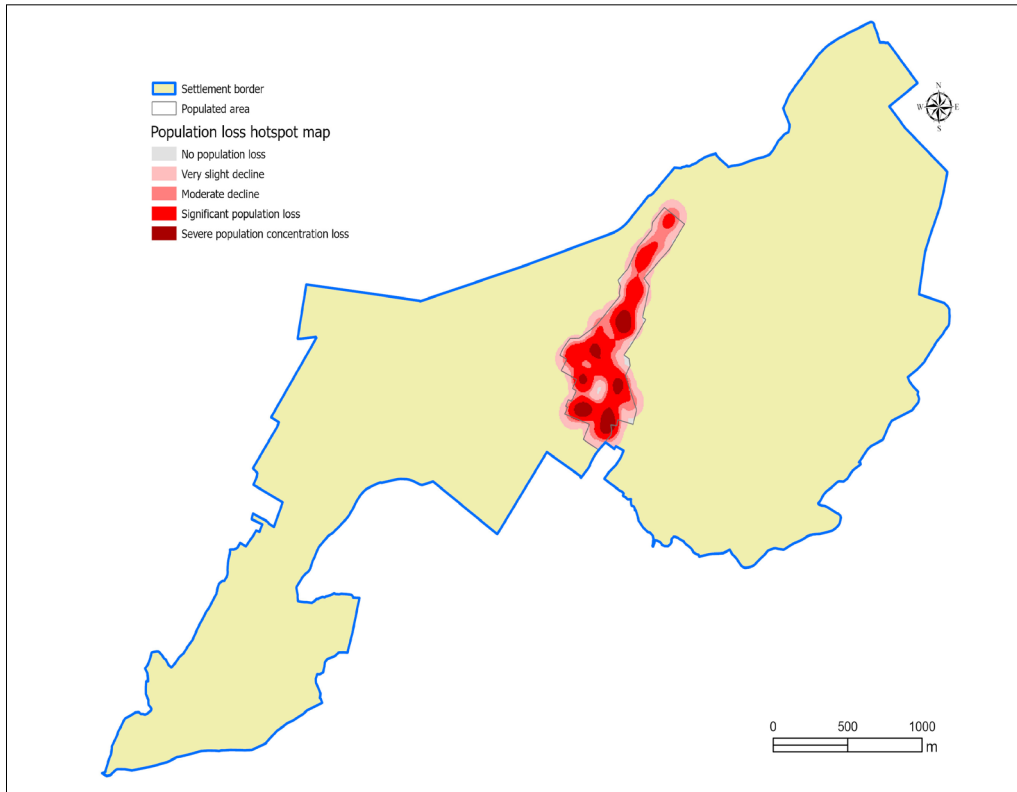 Settlement border
Populated area
Population loss hotspot map
No population loss
Very slight decline
Moderate decline
Significant population loss
Severe population concentration loss
N
W E
S
0 500 1000
m